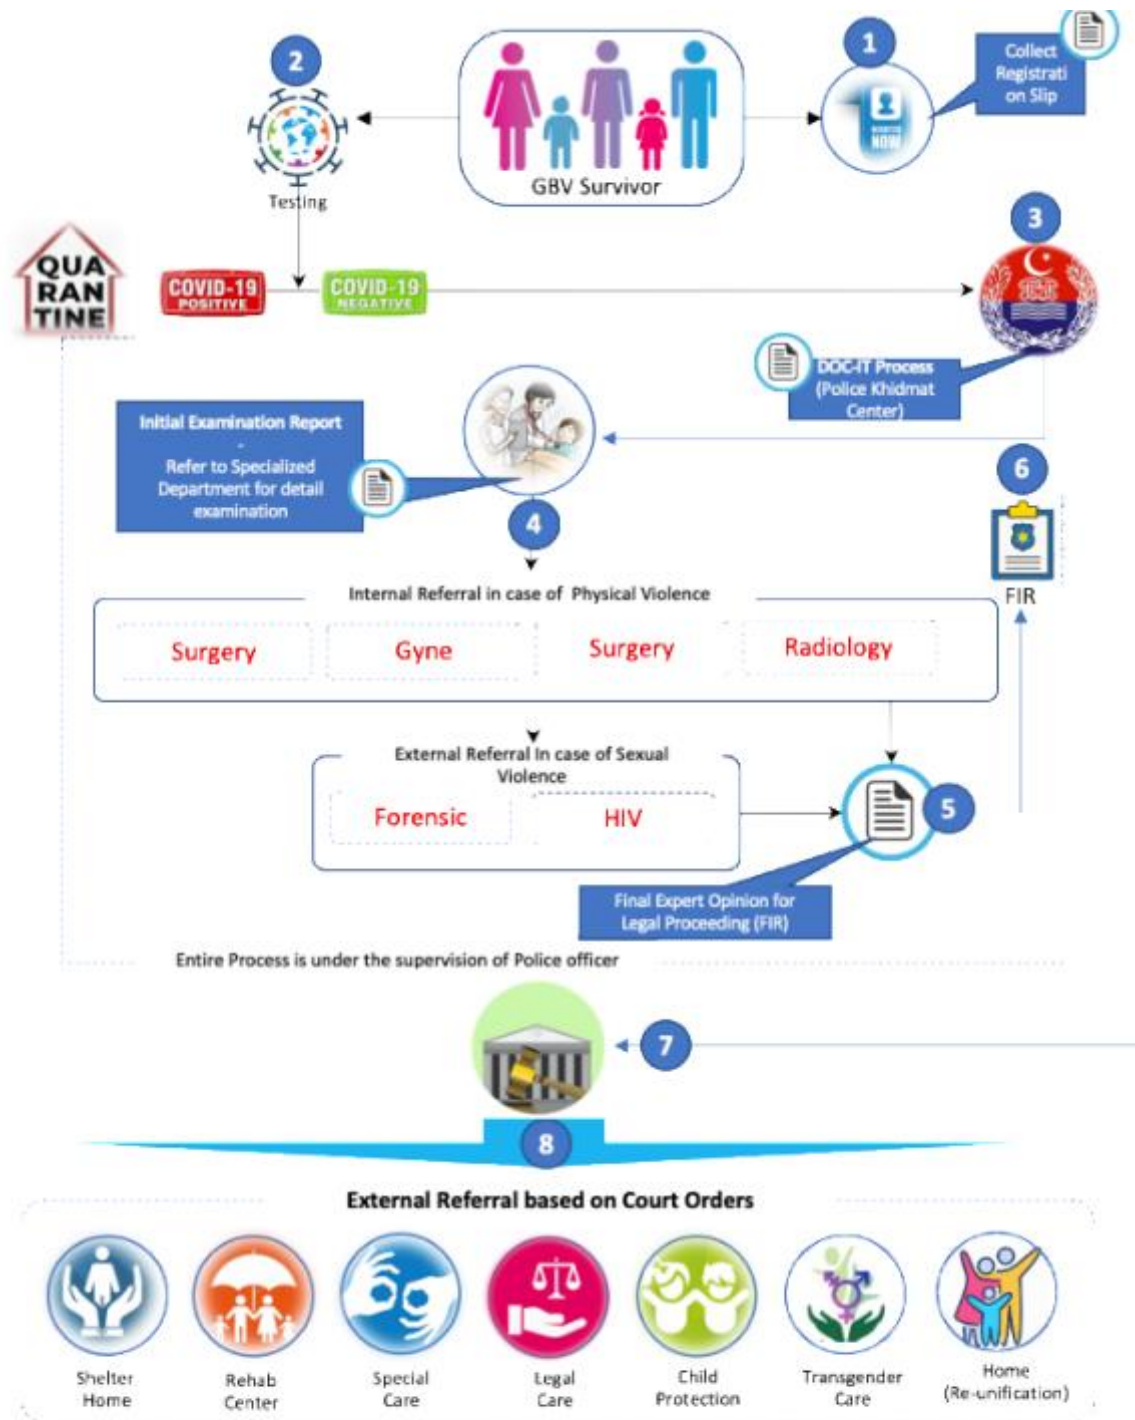 1
Collect
Registrati
on Slip
2
GBV Survivor
NOW
Testing
3
QUA
RAN
TINE
COVID-19
POSITIVE
COVID-19
NEGATIVE
DOC-IT Process
(Police Khidmat
Center)
Initial Examination Report
-
Refer to Specialized
Department for detail
examination
4
6
FIR
Internal Referral in case of Physical Violence
Surgery
Gyne
Surgery
Radiology
External Referral In case of Sexual
Violence
Forensic
HIV
5
Final Expert Opinion for
Legal Proceeding (FIR)
Entire Process is under the supervision of Police officer
7
8
External Referral based on Court Orders
Shelter
Home
Rehab
Center
Special
Care
Legal
Care
Child
Protection
Transgender
Care
Home
(Re-unification)